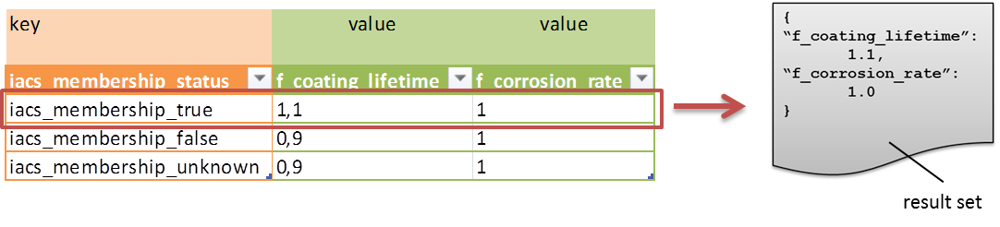 key value value
iacs_membership_status f_coating_lifetime f_corrosion_rate
iacs_membership_true 1,1 1
iacs_membership_false 0,9 1
iacs_membership_unknown 0,9 1
{
“f_coating_lifetime”:
1.1,
“f_corrosion_rate”:
1.0
}
result set